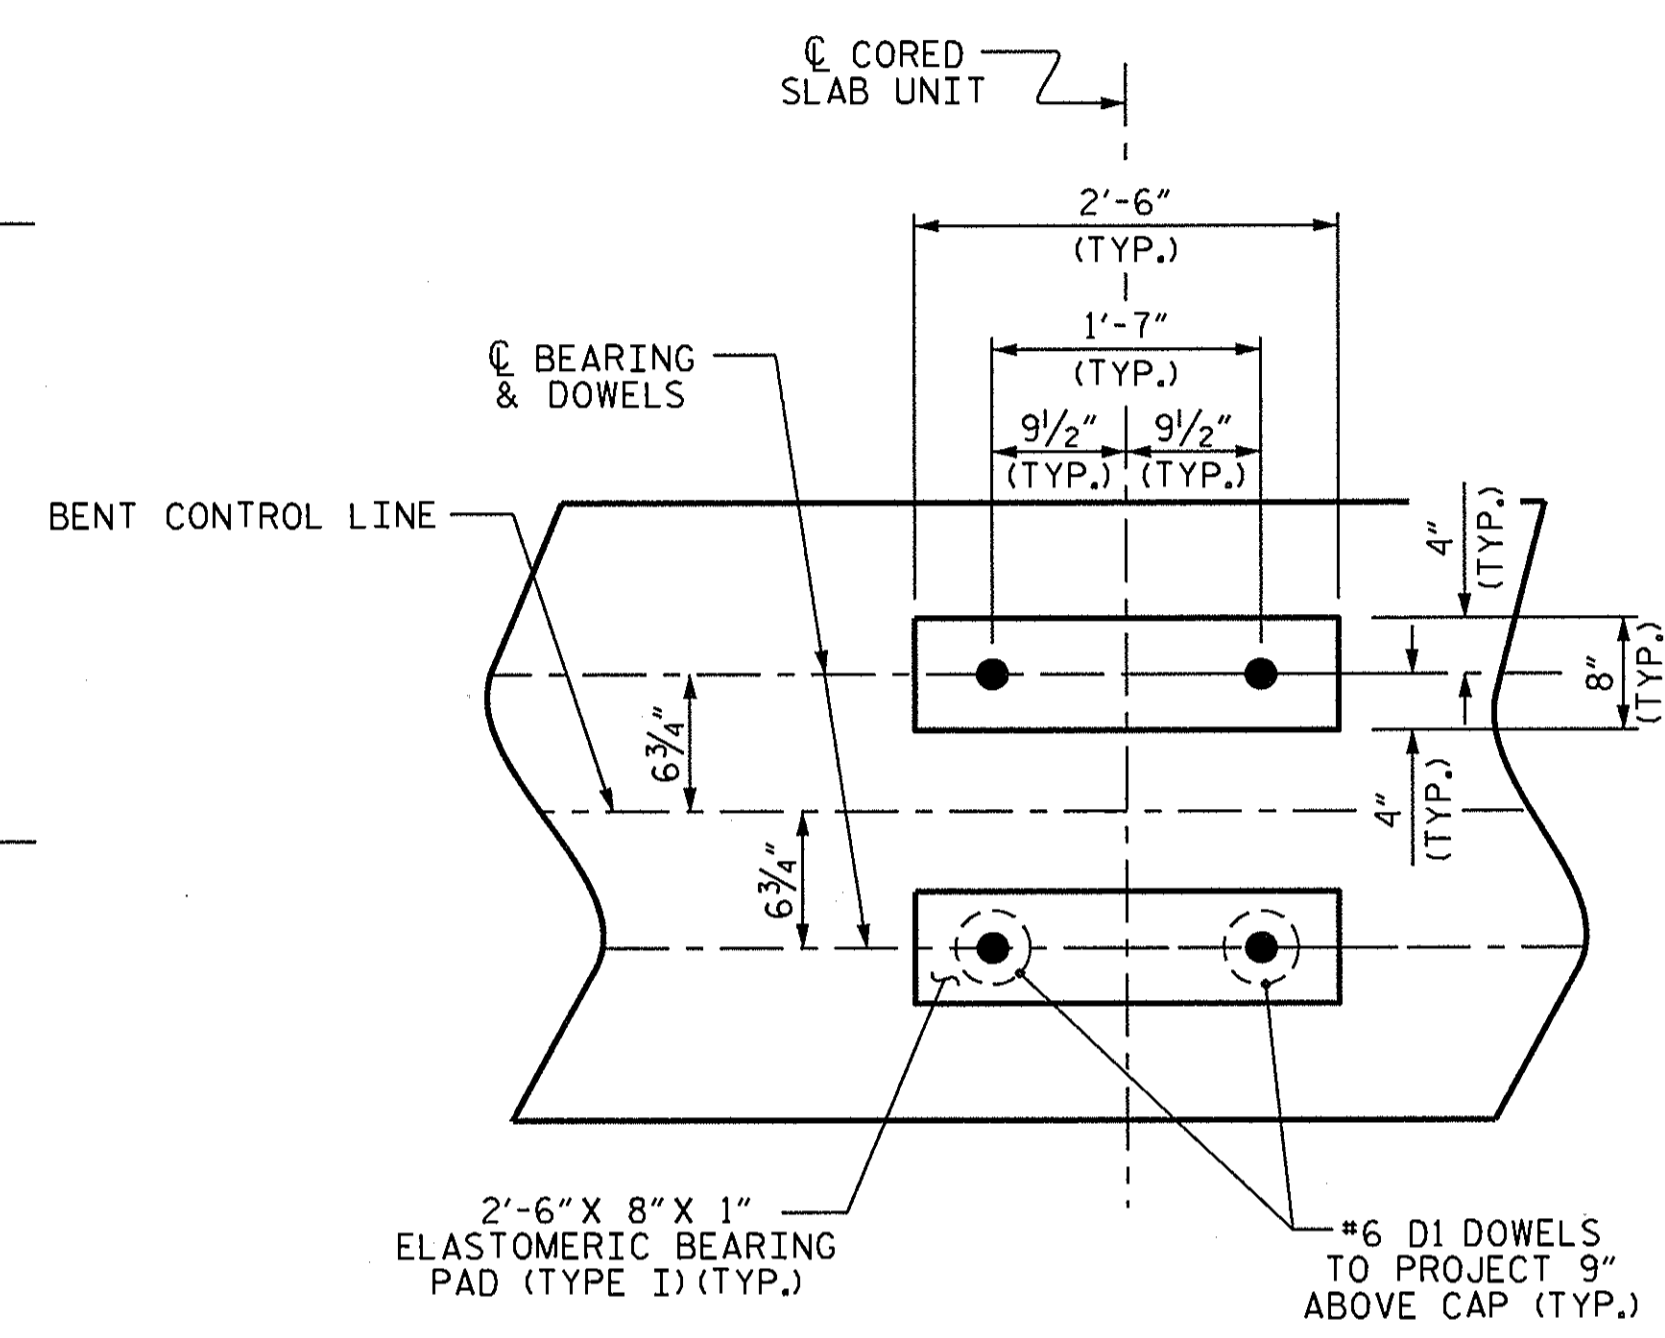 ℄ CORED
SLAB UNIT
2'-6"
(TYP.)
1'-7"
(TYP.)
℄ BEARING
& DOWELS
9½" 9½"
(TYP.) (TYP.)
BENT CONTROL LINE
4"
(TYP.)
8"
(TYP.)
6¾"
4"
(TYP.)
6¾"
2'-6" X 8" X 1"
ELASTOMERIC BEARING
PAD (TYPE I) (TYP.)
#6 D1 DOWELS
TO PROJECT 9"
ABOVE CAP (TYP.)